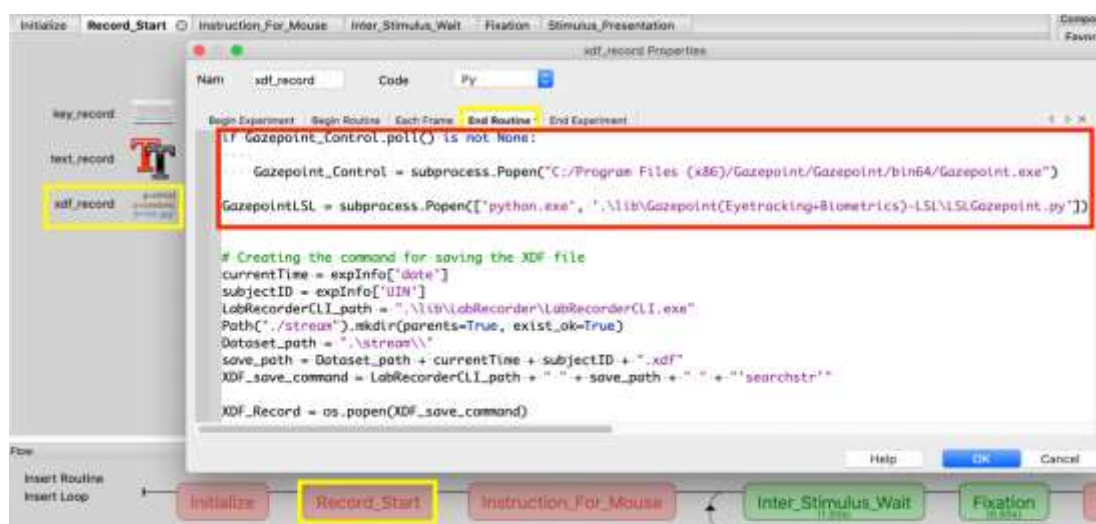 Initialize Record_Start Instruction_For_Mouse Inter_Stimulus_Wait Fixation Stimulus_Presentation
Compo
Favor
xdf_record Properties
Nam xdf_record Code Py
Begin Experiment Begin Routine Each Frame End Routine End Experiment
key_record
text_record
xdf_record
if Gazepoint_Control.poll() is not None:
Gazepoint_Control = subprocess.Popen("C:/Program Files (x86)/Gazepoint/Gazepoint/bin64/Gazepoint.exe")
GazepointLSL = subprocess.Popen(['python.exe', '.\lib\Gazepoint(Eyetracking+Biometrics)-LSL\LSLGazepoint.py'])
# Creating the command for saving the XDF file
currentTime = expInfo['date']
subjectID = expInfo['UIN']
LabRecorderCLI_path = ".\lib\LabRecorder\LabRecorderCLI.exe"
Path("./stream").mkdir(parents=True, exist_ok=True)
Dataset_path = ".\stream\\"
save_path = Dataset_path + currentTime + subjectID + ".xdf"
XDF_save_command = LabRecorderCLI_path + " " + save_path + " " + "'searchstr'"
XDF_Record = os.popen(XDF_save_command)
Help OK Cancel
Flow
Insert Routine
Insert Loop
Initialize Record_Start Instruction_For_Mouse Inter_Stimulus_Wait Fixation